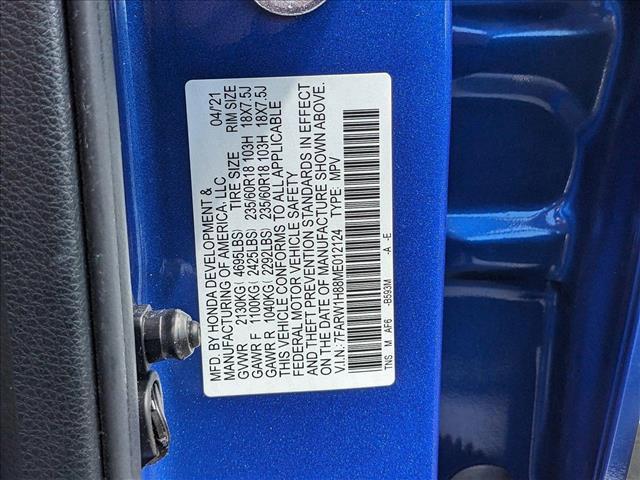 MFD. BY HONDA DEVELOPMENT &
MANUFACTURING OF AMERICA, LLC 04/'21
TIRE SIZE RIM SIZE
GVWR 2130KG( 4695LBS) 235/60R18 103H 18X7.5J
GAWR F 1100KG( 2425LBS) 235/60R18 103H 18X7.5J
GAWR R 1040KG( 2292LBS)
THIS VEHICLE CONFORMS TO ALL APPLICABLE
FEDERAL MOTOR VEHICLE SAFETY
AND THEFT PREVENTION STANDARDS IN EFFECT
ON THE DATE OF MANUFACTURE SHOWN ABOVE.
V.I.N.: 7FARW1H88ME012124 TYPE: MPV
TNS M AF6 -B593M -A -E